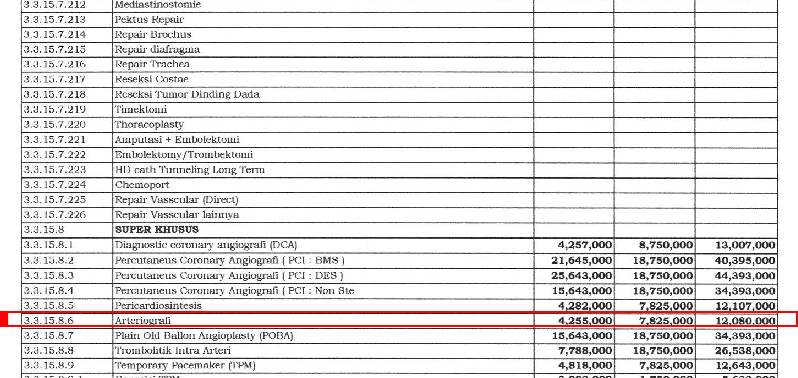 3.3.15.7.212 Mediastinostomie
3.3.15.7.213 Pektus Repair
3.3.15.7.214 Repair Brochus
3.3.15.7.215 Repair diafragma
3.3.15.7.216 Repair Trachea
3.3.15.7.217 Reseksi Costae
3.3.15.7.218 Reseksi Tumor Dinding Dada
3.3.15.7.219 Timektomi
3.3.15.7.220 Thoracoplasty
3.3.15.7.221 Amputasi + Embolektomi
3.3.15.7.222 Embolektomy/Trombektomi
3.3.15.7.223 HD cath Tunneling Long Term
3.3.15.7.224 Chemoport
3.3.15.7.225 Repair Vasscular (Direct)
3.3.15.7.226 Repair Vasscular lainnya
3.3.15.8 SUPER KHUSUS
3.3.15.8.1 Diagnostic coronary angiografi (DCA) 4,257,000 8,750,000 13,007,000
3.3.15.8.2 Percutaneus Coronary Angiografi ( PCI : BMS ) 21,645,000 18,750,000 40,395,000
3.3.15.8.3 Percutaneus Coronary Angiografi ( PCI : DES ) 25,643,000 18,750,000 44,393,000
3.3.15.8.4 Percutaneus Coronary Angiografi ( PCI : Non Ste 15,643,000 18,750,000 34,393,000
3.3.15.8.5 Pericardiosintesis 4,282,000 7,825,000 12,107,000
3.3.15.8.6 Arteriografi 4,255,000 7,825,000 12,080,000
3.3.15.8.7 Plain Old Ballon Angioplasty (POBA) 15,643,000 18,750,000 34,393,000
3.3.15.8.8 Trombolitik Intra Arteri 7,788,000 18,750,000 26,538,000
3.3.15.8.9 Temporary Pacemaker (TPM) 4,818,000 7,825,000 12,643,000